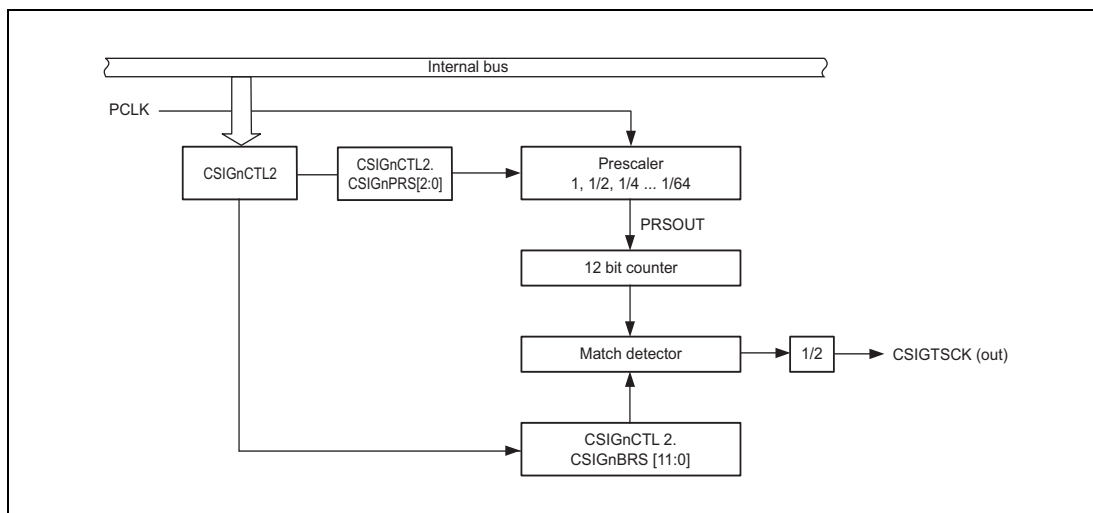 Internal bus
PCLK
CSIGnCTL2
CSIGnCTL2.
CSIGnPRS[2:0]
Prescaler
1, 1/2, 1/4 ... 1/64
PRSOUT
12 bit counter
Match detector
1/2
CSIGTSCK (out)
CSIGnCTL 2.
CSIGnBRS [11:0]